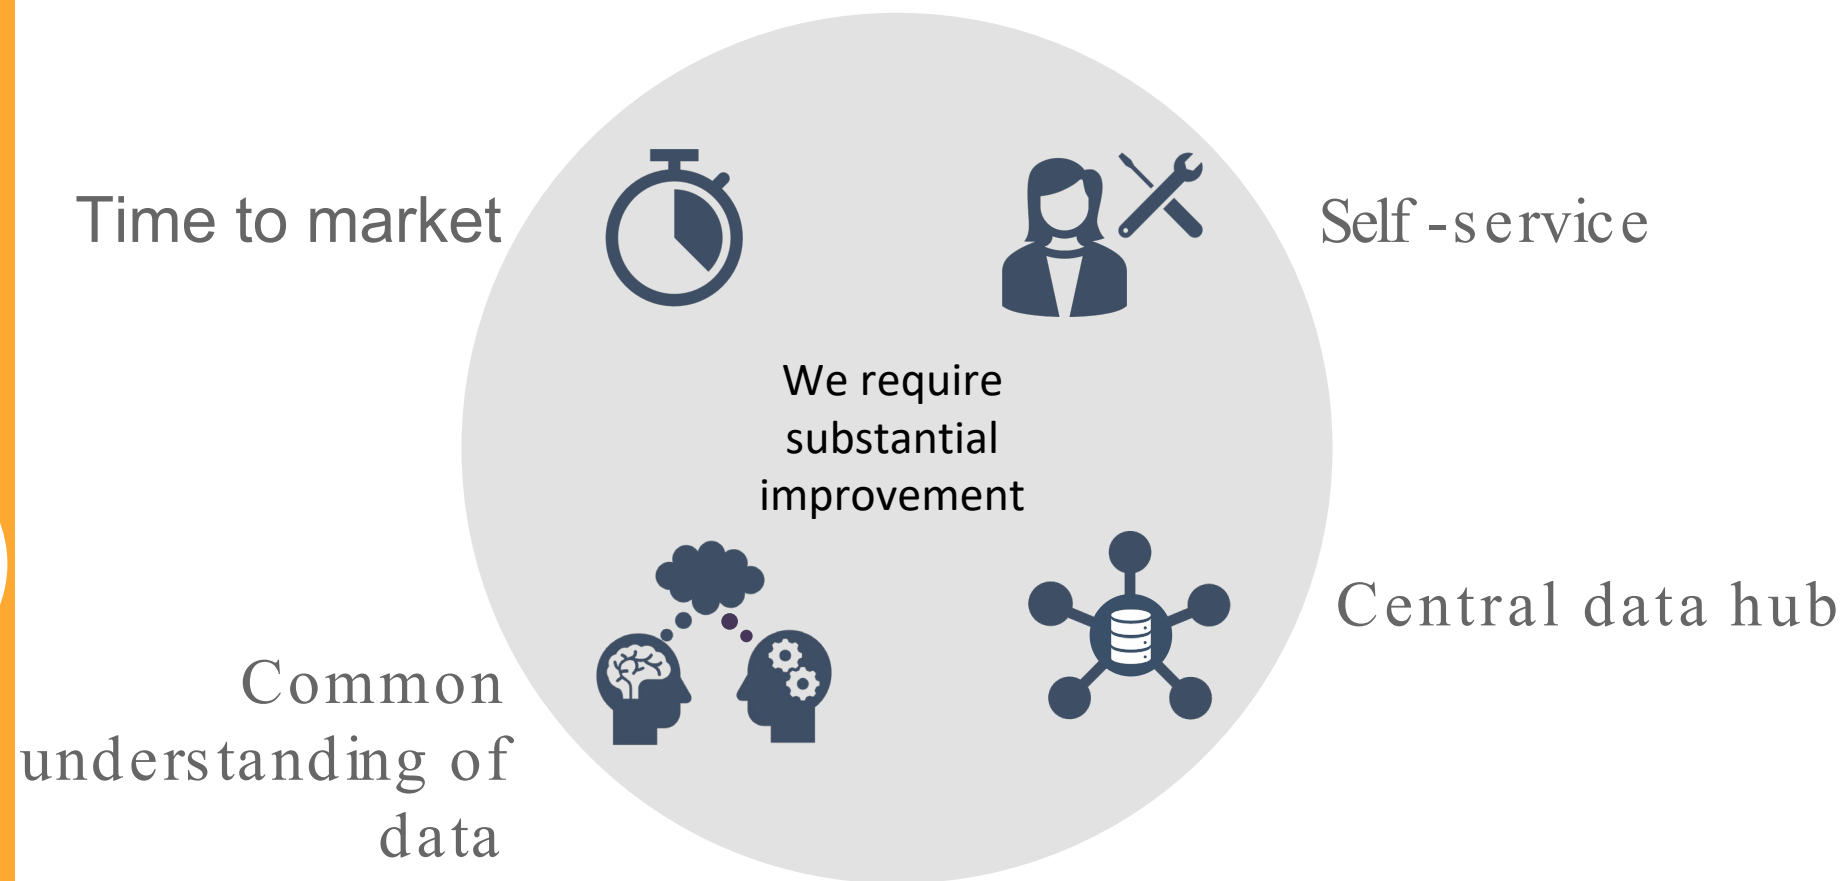 Time to market
Self-service
We require
substantial
improvement
Central data hub
Common
understanding of
data